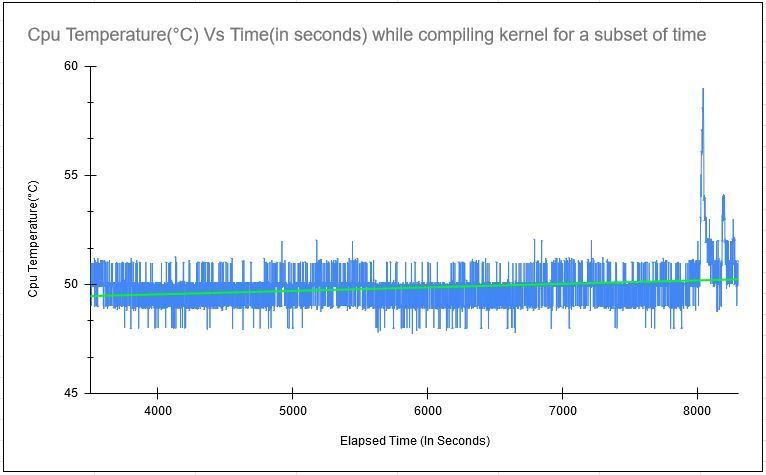 Cpu Temperature(°C) Vs Time(in seconds) while compiling kernel for a subset of time
60
55
50
45
Cpu Temperature(°C)
4000 5000 6000 7000 8000
Elapsed Time (In Seconds)